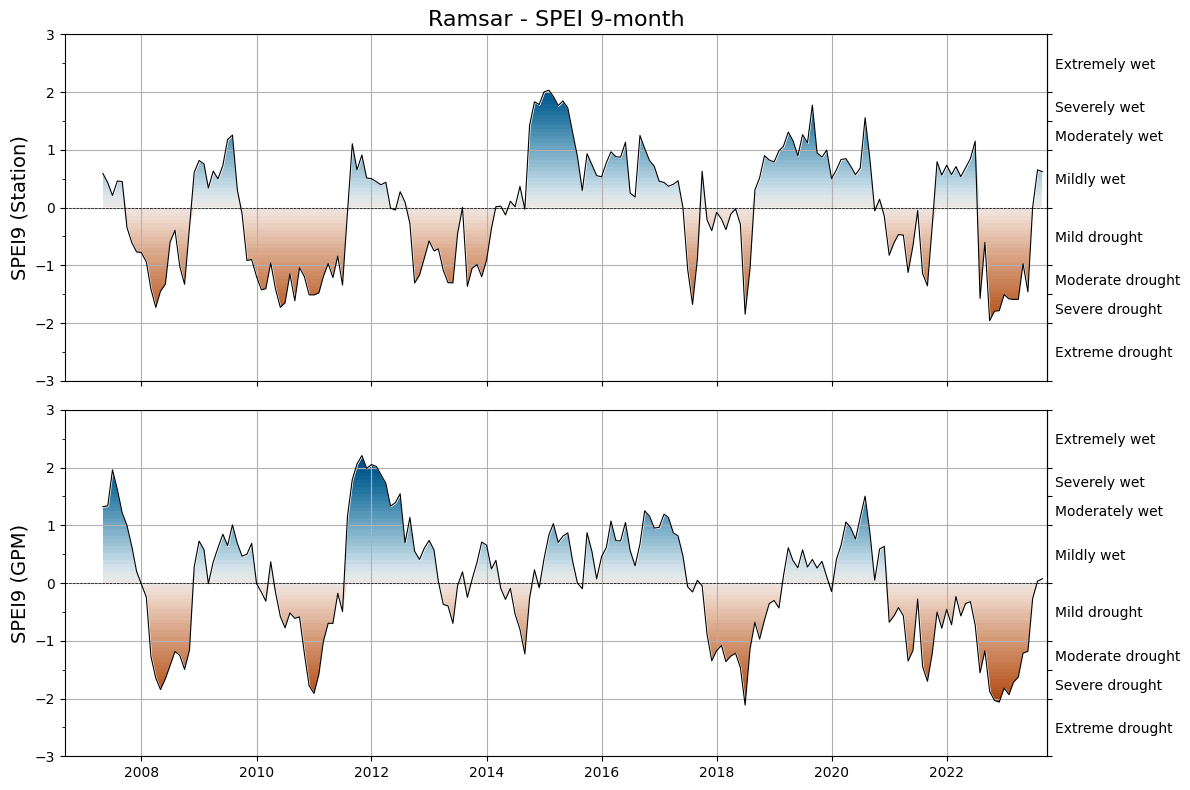 Ramsar - SPEI 9-month
SPEI9 (Station)
3
2
1
0
−1
−2
−3
Extremely wet
Severely wet
Moderately wet
Mildly wet
Mild drought
Moderate drought
Severe drought
Extreme drought
SPEI9 (GPM)
3
2
1
0
−1
−2
−3
Extremely wet
Severely wet
Moderately wet
Mildly wet
Mild drought
Moderate drought
Severe drought
Extreme drought
2008 2010 2012 2014 2016 2018 2020 2022